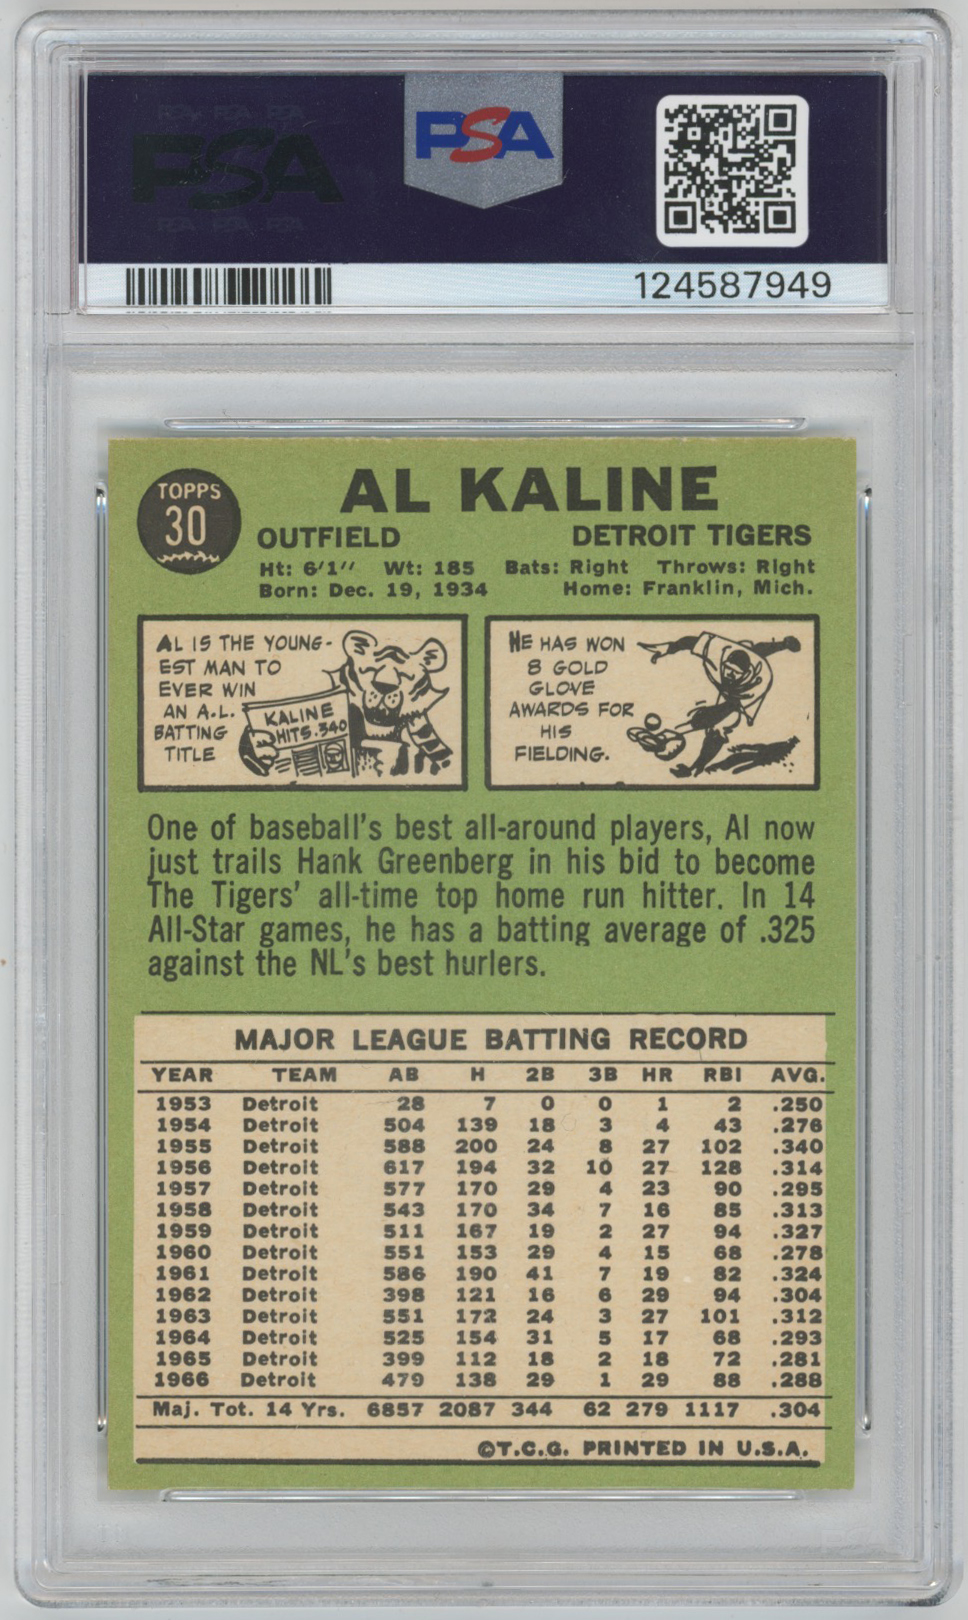 PSA PSA PSA
PSA
PSA
PSA PSA PSA
124587949
TOPPS
30
AL KALINE
OUTFIELD DETROIT TIGERS
Ht: 6'1" Wt: 185 Bats: Right Throws: Right
Born: Dec. 19, 1934 Home: Franklin, Mich.
AL IS THE YOUNG-
EST MAN TO
EVER WIN
AN A.L.
BATTING
TITLE
KALINE
HITS .340
HE HAS WON
8 GOLD
GLOVE
AWARDS FOR
HIS
FIELDING.
One of baseball's best all-around players, Al now
just trails Hank Greenberg in his bid to become
The Tigers' all-time top home run hitter. In 14
All-Star games, he has a batting average of .325
against the NL's best hurlers.
MAJOR LEAGUE BATTING RECORD
YEAR TEAM AB H 2B 3B HR RBI AVG.
1953 Detroit 28 7 0 0 1 2 .250
1954 Detroit 504 139 18 3 4 43 .276
1955 Detroit 588 200 24 8 27 102 .340
1956 Detroit 617 194 32 10 27 128 .314
1957 Detroit 577 170 29 4 23 90 .295
1958 Detroit 543 170 34 7 16 85 .313
1959 Detroit 511 167 19 2 27 94 .327
1960 Detroit 551 153 29 4 15 68 .278
1961 Detroit 586 190 41 7 19 82 .324
1962 Detroit 398 121 16 6 29 94 .304
1963 Detroit 551 172 24 3 27 101 .312
1964 Detroit 525 154 31 5 17 68 .293
1965 Detroit 399 112 18 2 18 72 .281
1966 Detroit 479 138 29 1 29 88 .288
Maj. Tot. 14 Yrs. 6857 2087 344 62 279 1117 .304
©T.C.G. PRINTED IN U.S.A.